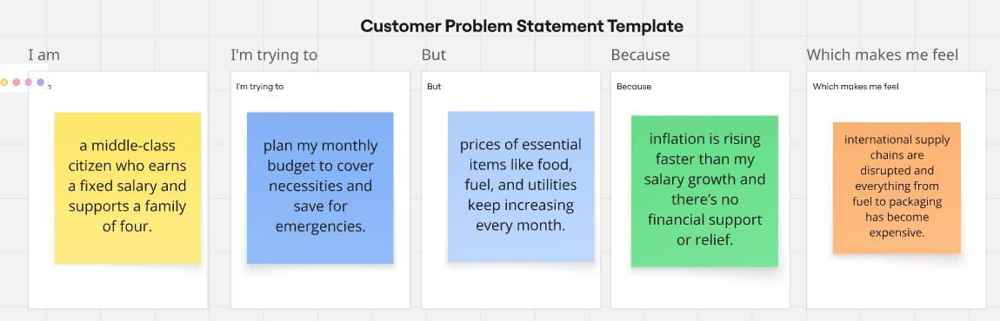 Customer Problem Statement Template
I am
I'm trying to
But
Because
Which makes me feel
a middle-class
citizen who earns
a fixed salary and
supports a family
of four.
I'm trying to
plan my monthly
budget to cover
necessities and
save for
emergencies.
But
prices of essential
items like food,
fuel, and utilities
keep increasing
every month.
Because
inflation is rising
faster than my
salary growth and
there’s no
financial support
or relief.
Which makes me feel
international supply
chains are
disrupted and
everything from
fuel to packaging
has become
expensive.